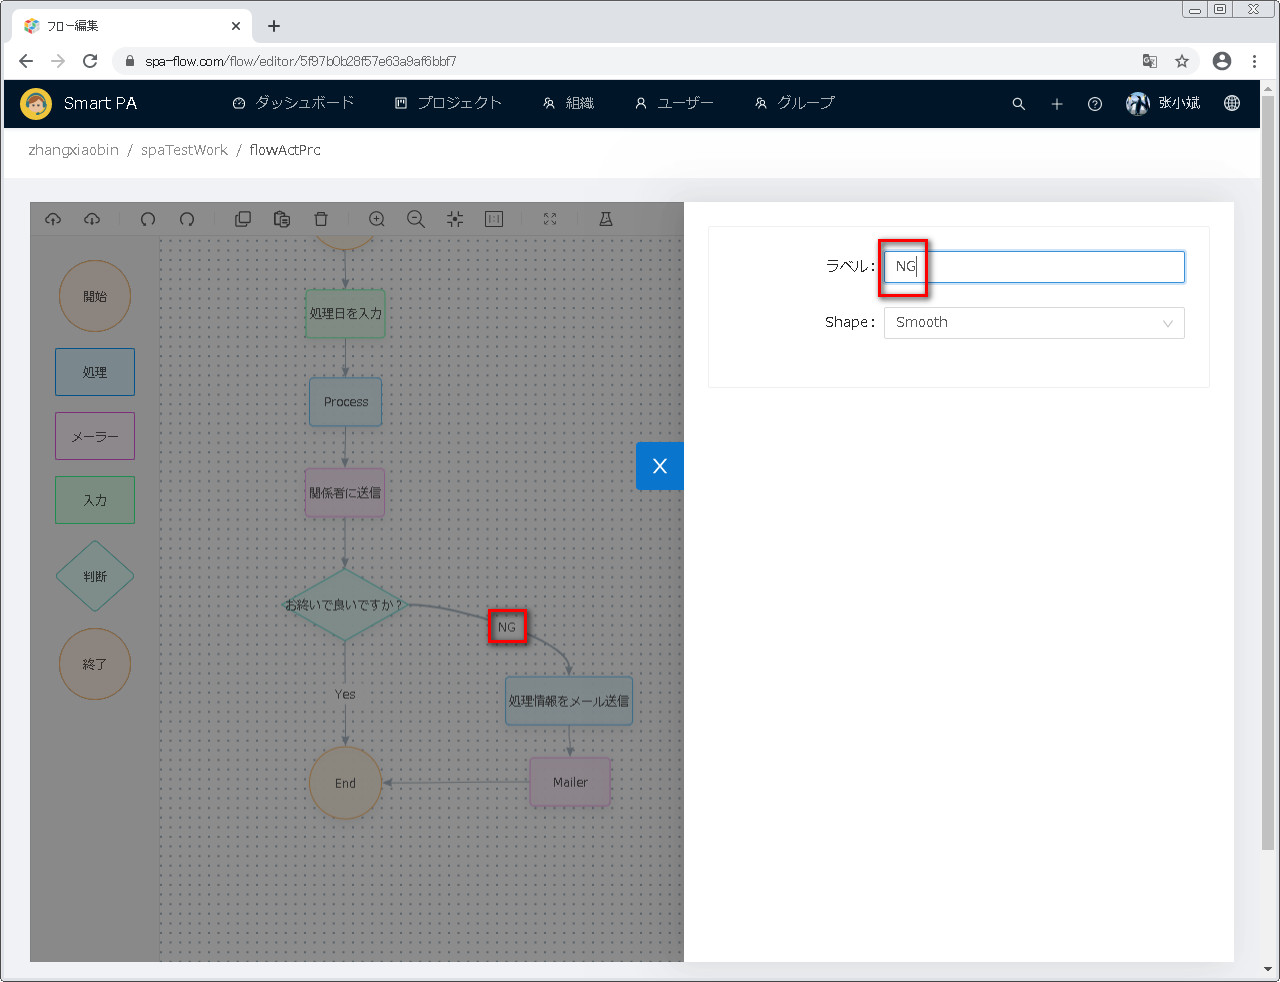 フロー編集
spa-flow.com/flow/editor/5f97b0b28f57e63a9af6bbf7
Smart PA
ダッシュボード
プロジェクト
組織
ユーザー
グループ
张小斌
zhangxiaobin / spaTestWork / flowActPrc
開始
処理
メーラー
入力
判断
終了
処理日を入力
Process
関係者に送信
お終いで良いですか?
NG
Yes
処理情報をメール送信
End
Mailer
X
ラベル: NG
Shape: Smooth